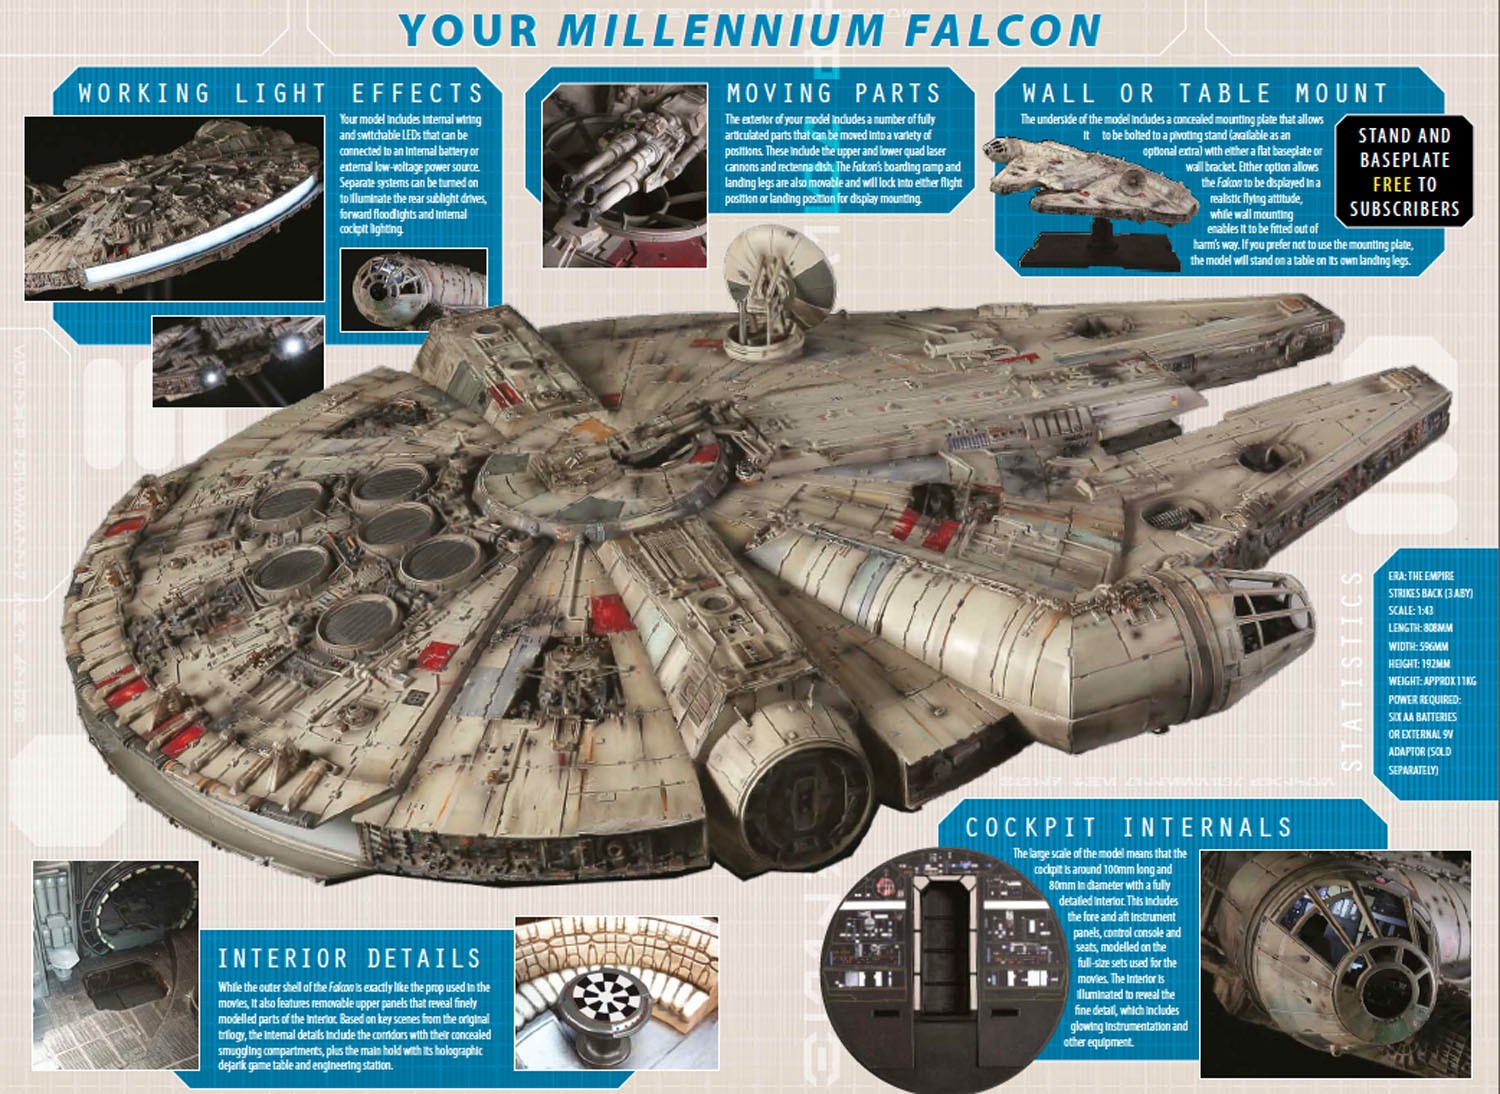 YOUR MILLENNIUM FALCON
WORKING LIGHT EFFECTS
Your model includes internal wiring
and switchable LEDs that can be
connected to an internal battery or
external low-voltage power source.
Separate systems can be turned on
to illuminate the rear sublight drives,
forward floodlights and internal
cockpit lighting.
MOVING PARTS
The exterior of your model includes a number of fully
articulated parts that can be moved into a variety of
positions. These include the upper and lower quad laser
cannons and rectenna dish. The Falcon's boarding ramp and
landing legs are also movable and will lock into either flight
position or landing position for display mounting.
WALL OR TABLE MOUNT
The underside of the model includes a concealed mounting plate that allows
it to be bolted to a pivoting stand (available as an
optional extra) with either a flat baseplate or
wall bracket. Either option allows
the Falcon to be displayed in a
realistic flying attitude,
while wall mounting
enables it to be fitted out of
harm's way. If you prefer not to use the mounting plate,
the model will stand on a table on its own landing legs.
STAND AND
BASEPLATE
FREE TO
SUBSCRIBERS
STATISTICS
ERA: THE EMPIRE
STRIKES BACK (3 ABY)
SCALE: 1:43
LENGTH: 808MM
WIDTH: 596MM
HEIGHT: 192MM
WEIGHT: APPROX 11KG
POWER REQUIRED:
SIX AA BATTERIES
OR EXTERNAL 9V
ADAPTOR (SOLD
SEPARATELY)
COCKPIT INTERNALS
The large scale of the model means that the
cockpit is around 100mm long and
80mm in diameter with a fully
detailed interior. This includes
the fore and aft instrument
panels, control console and
seats, modelled on the
full-size sets used for the
movies. The interior is
illuminated to reveal the
fine detail, which includes
glowing instrumentation and
other equipment.
INTERIOR DETAILS
While the outer shell of the Falcon is exactly like the prop used in the
movies, it also features removable upper panels that reveal finely
modelled parts of the interior. Based on key scenes from the original
trilogy, the internal details include the corridors with their concealed
smuggling compartments, plus the main hold with its holographic
dejarik game table and engineering station.